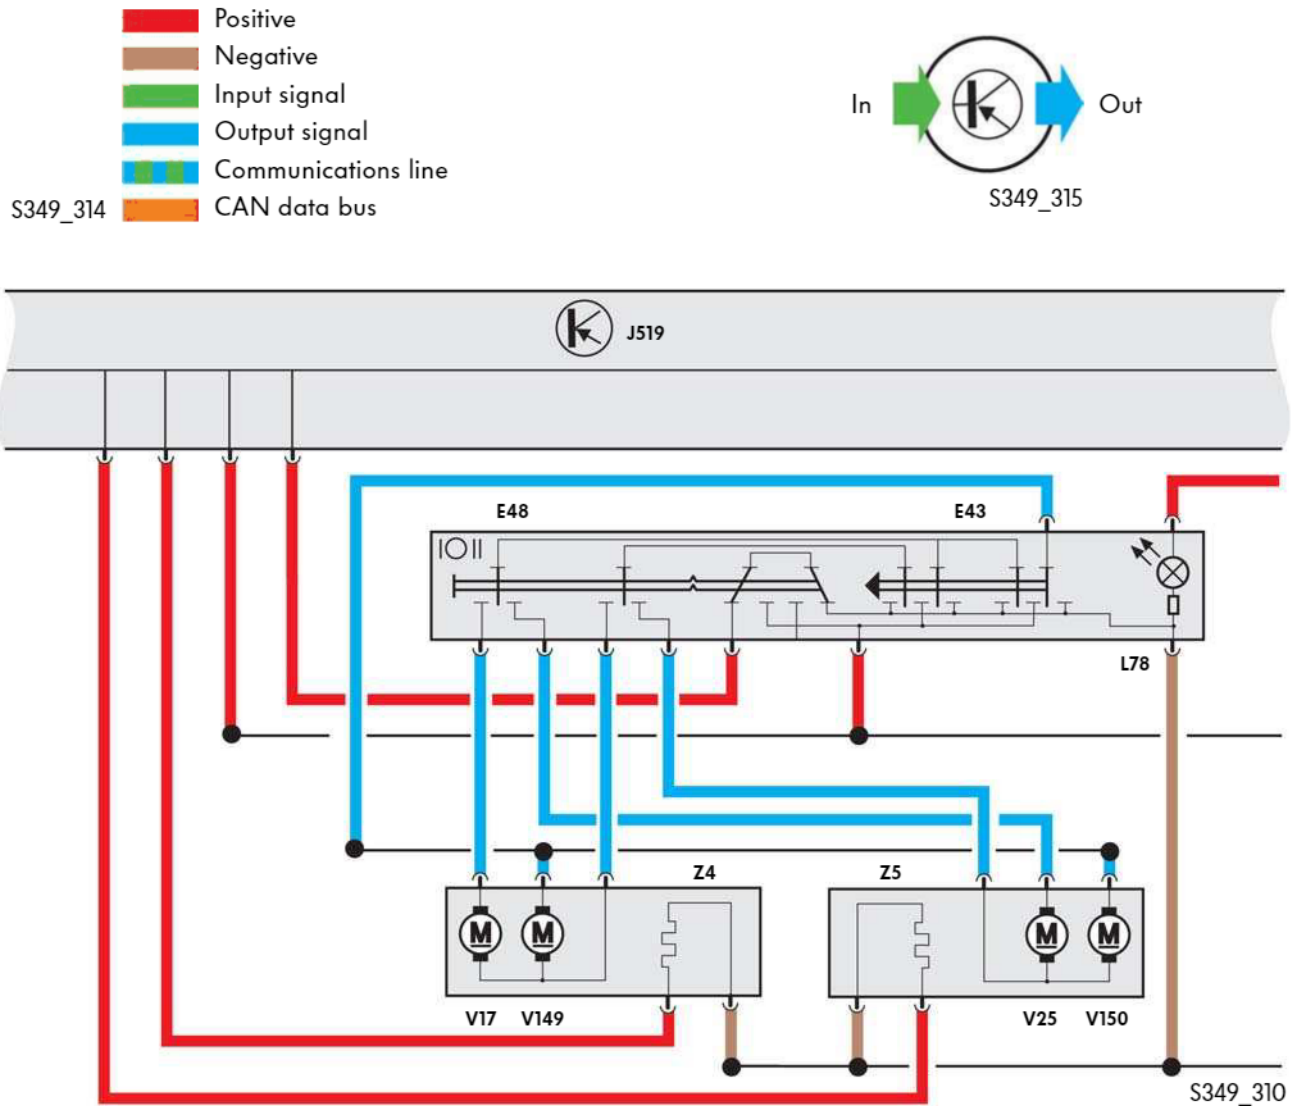 Positive
Negative
Input signal
Output signal
Communications line
CAN data bus
S349_314
In
Out
S349_315
J519
E48
E43
L78
Z4
Z5
M
M
M
M
V17
V149
V25
V150
S349_310